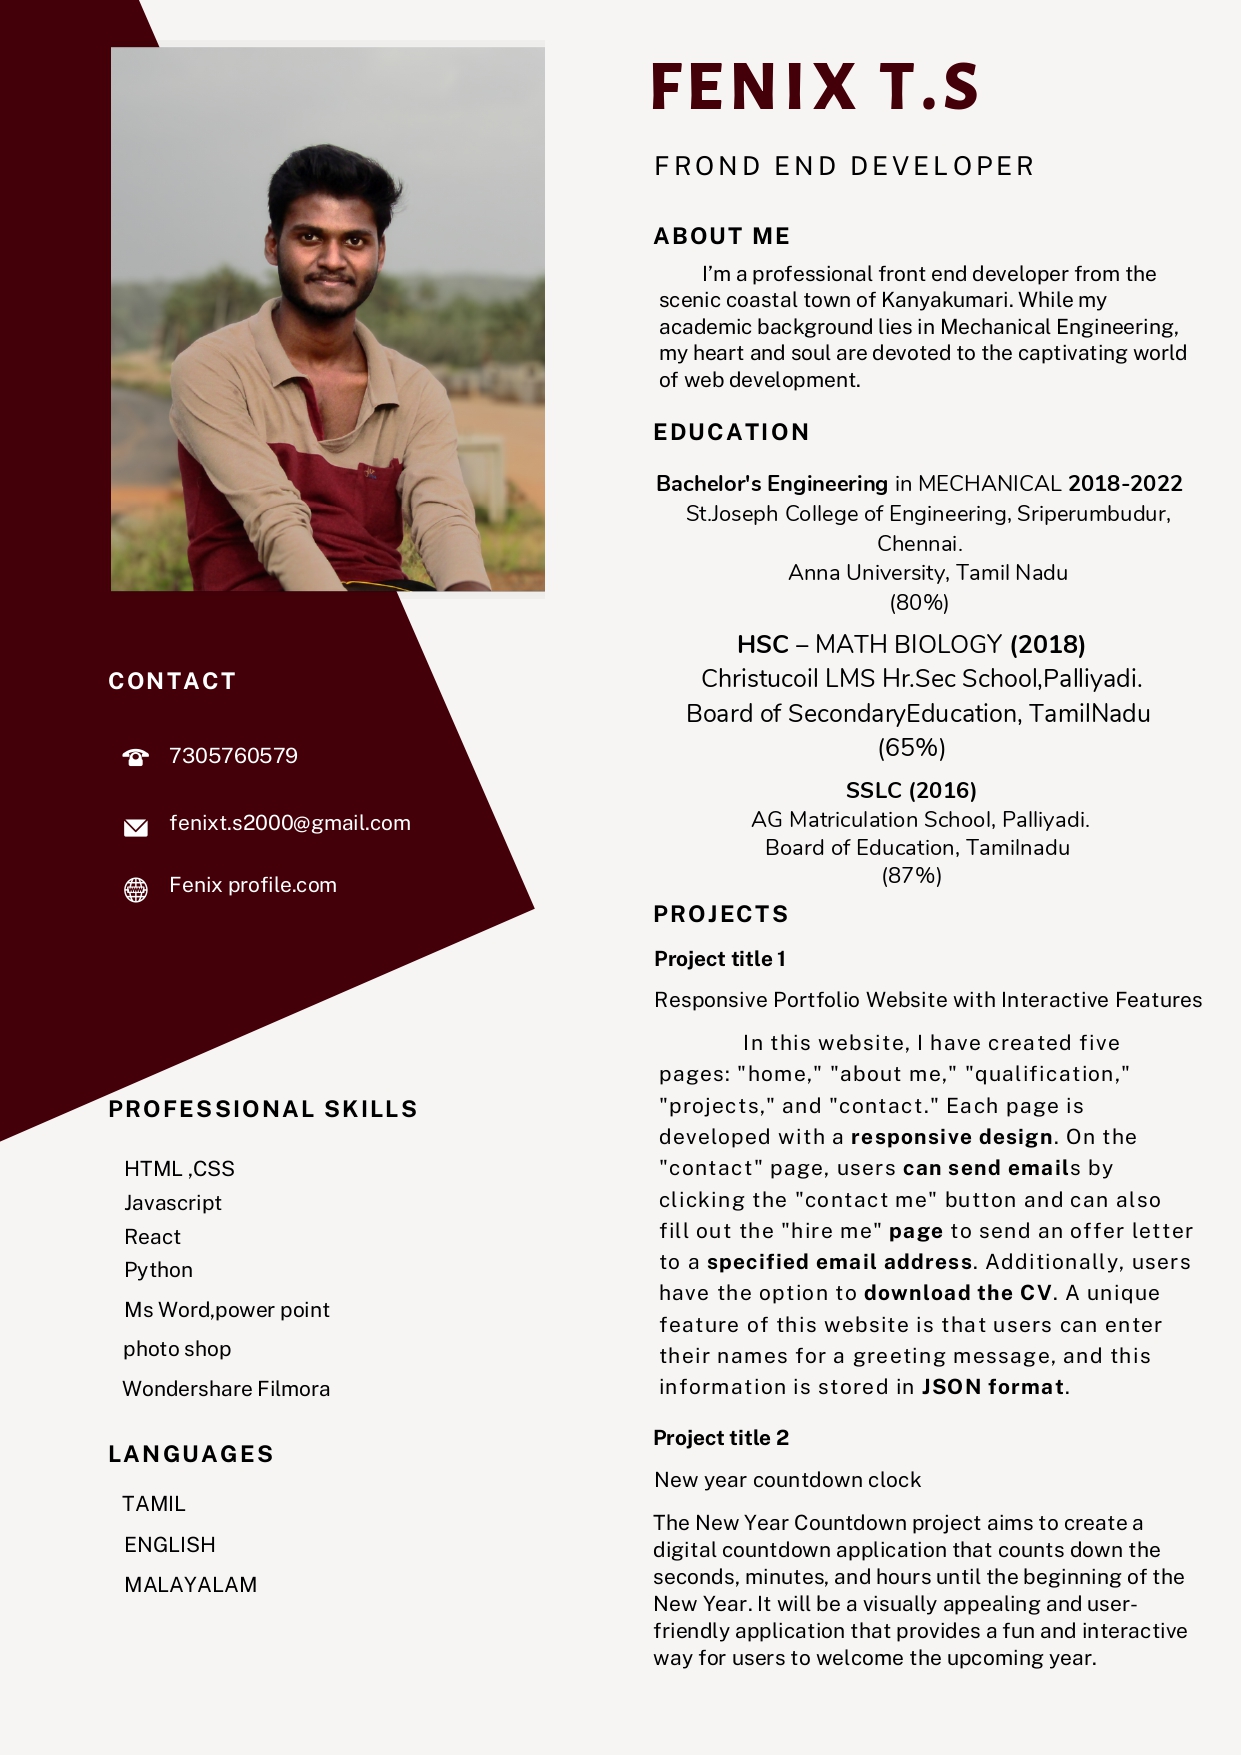 FENIX T.S
FROND END DEVELOPER
ABOUT ME
I’m a professional front end developer from the
scenic coastal town of Kanyakumari. While my
academic background lies in Mechanical Engineering,
my heart and soul are devoted to the captivating world
of web development.
EDUCATION
Bachelor's Engineering in MECHANICAL 2018-2022
St.Joseph College of Engineering, Sriperumbudur,
Chennai.
Anna University, Tamil Nadu
(80%)
HSC – MATH BIOLOGY (2018)
Christucoil LMS Hr.Sec School,Palliyadi.
Board of SecondaryEducation, TamilNadu
(65%)
SSLC (2016)
AG Matriculation School, Palliyadi.
Board of Education, Tamilnadu
(87%)
PROJECTS
Project title 1
Responsive Portfolio Website with Interactive Features
In this website, I have created five
pages: "home," "about me," "qualification,"
"projects," and "contact." Each page is
developed with a responsive design. On the
"contact" page, users can send emails by
clicking the "contact me" button and can also
fill out the "hire me" page to send an offer letter
to a specified email address. Additionally, users
have the option to download the CV. A unique
feature of this website is that users can enter
their names for a greeting message, and this
information is stored in JSON format.
Project title 2
New year countdown clock
The New Year Countdown project aims to create a
digital countdown application that counts down the
seconds, minutes, and hours until the beginning of the
New Year. It will be a visually appealing and user-
friendly application that provides a fun and interactive
way for users to welcome the upcoming year.
CONTACT
7305760579
fenixt.s2000@gmail.com
Fenix profile.com
PROFESSIONAL SKILLS
HTML ,CSS
Javascript
React
Python
Ms Word,power point
photo shop
Wondershare Filmora
LANGUAGES
TAMIL
ENGLISH
MALAYALAM